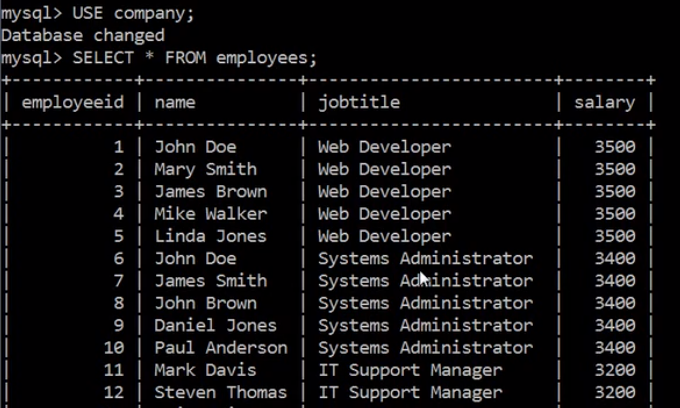 mysql> USE company;
Database changed
mysql> SELECT * FROM employees;
+------------+-----------------+-------------------------+--------+
| employeeid | name | jobtitle | salary |
+------------+-----------------+-------------------------+--------+
| 1 | John Doe | Web Developer | 3500 |
| 2 | Mary Smith | Web Developer | 3500 |
| 3 | James Brown | Web Developer | 3500 |
| 4 | Mike Walker | Web Developer | 3500 |
| 5 | Linda Jones | Web Developer | 3500 |
| 6 | John Doe | Systems Administrator | 3400 |
| 7 | James Smith | Systems Administrator | 3400 |
| 8 | John Brown | Systems Administrator | 3400 |
| 9 | Daniel Jones | Systems Administrator | 3400 |
| 10 | Paul Anderson | Systems Administrator | 3400 |
| 11 | Mark Davis | IT Support Manager | 3200 |
| 12 | Steven Thomas | IT Support Manager | 3200 |